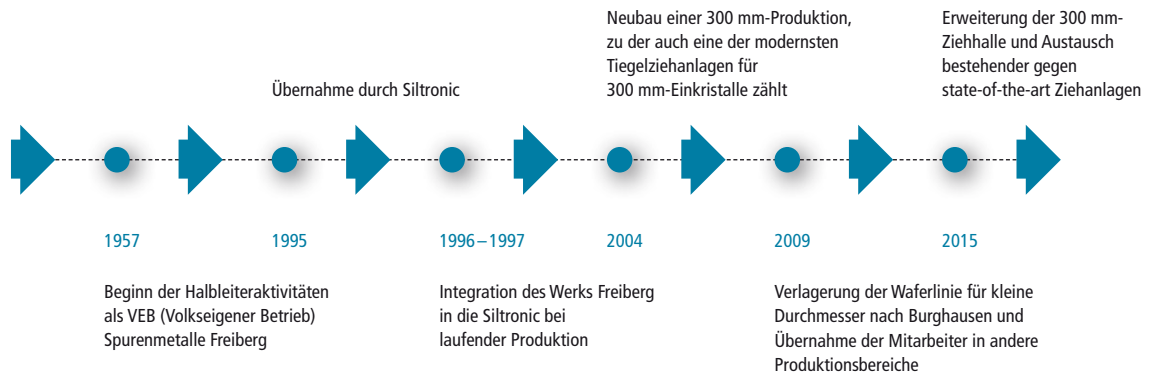 Übernahme durch Siltronic
Neubau einer 300 mm-Produktion,
zu der auch eine der modernsten
Tiegelziehanlagen für
300 mm-Einkristalle zählt
Erweiterung der 300 mm-
Ziehhalle und Austausch
bestehender gegen
state-of-the-art Ziehanlagen
1957
1995
1996–1997
2004
2009
2015
Beginn der Halbleiteraktivitäten
als VEB (Volkseigener Betrieb)
Spurenmetalle Freiberg
Integration des Werks Freiberg
in die Siltronic bei
laufender Produktion
Verlagerung der Waferlinie für kleine
Durchmesser nach Burghausen und
Übernahme der Mitarbeiter in andere
Produktionsbereiche